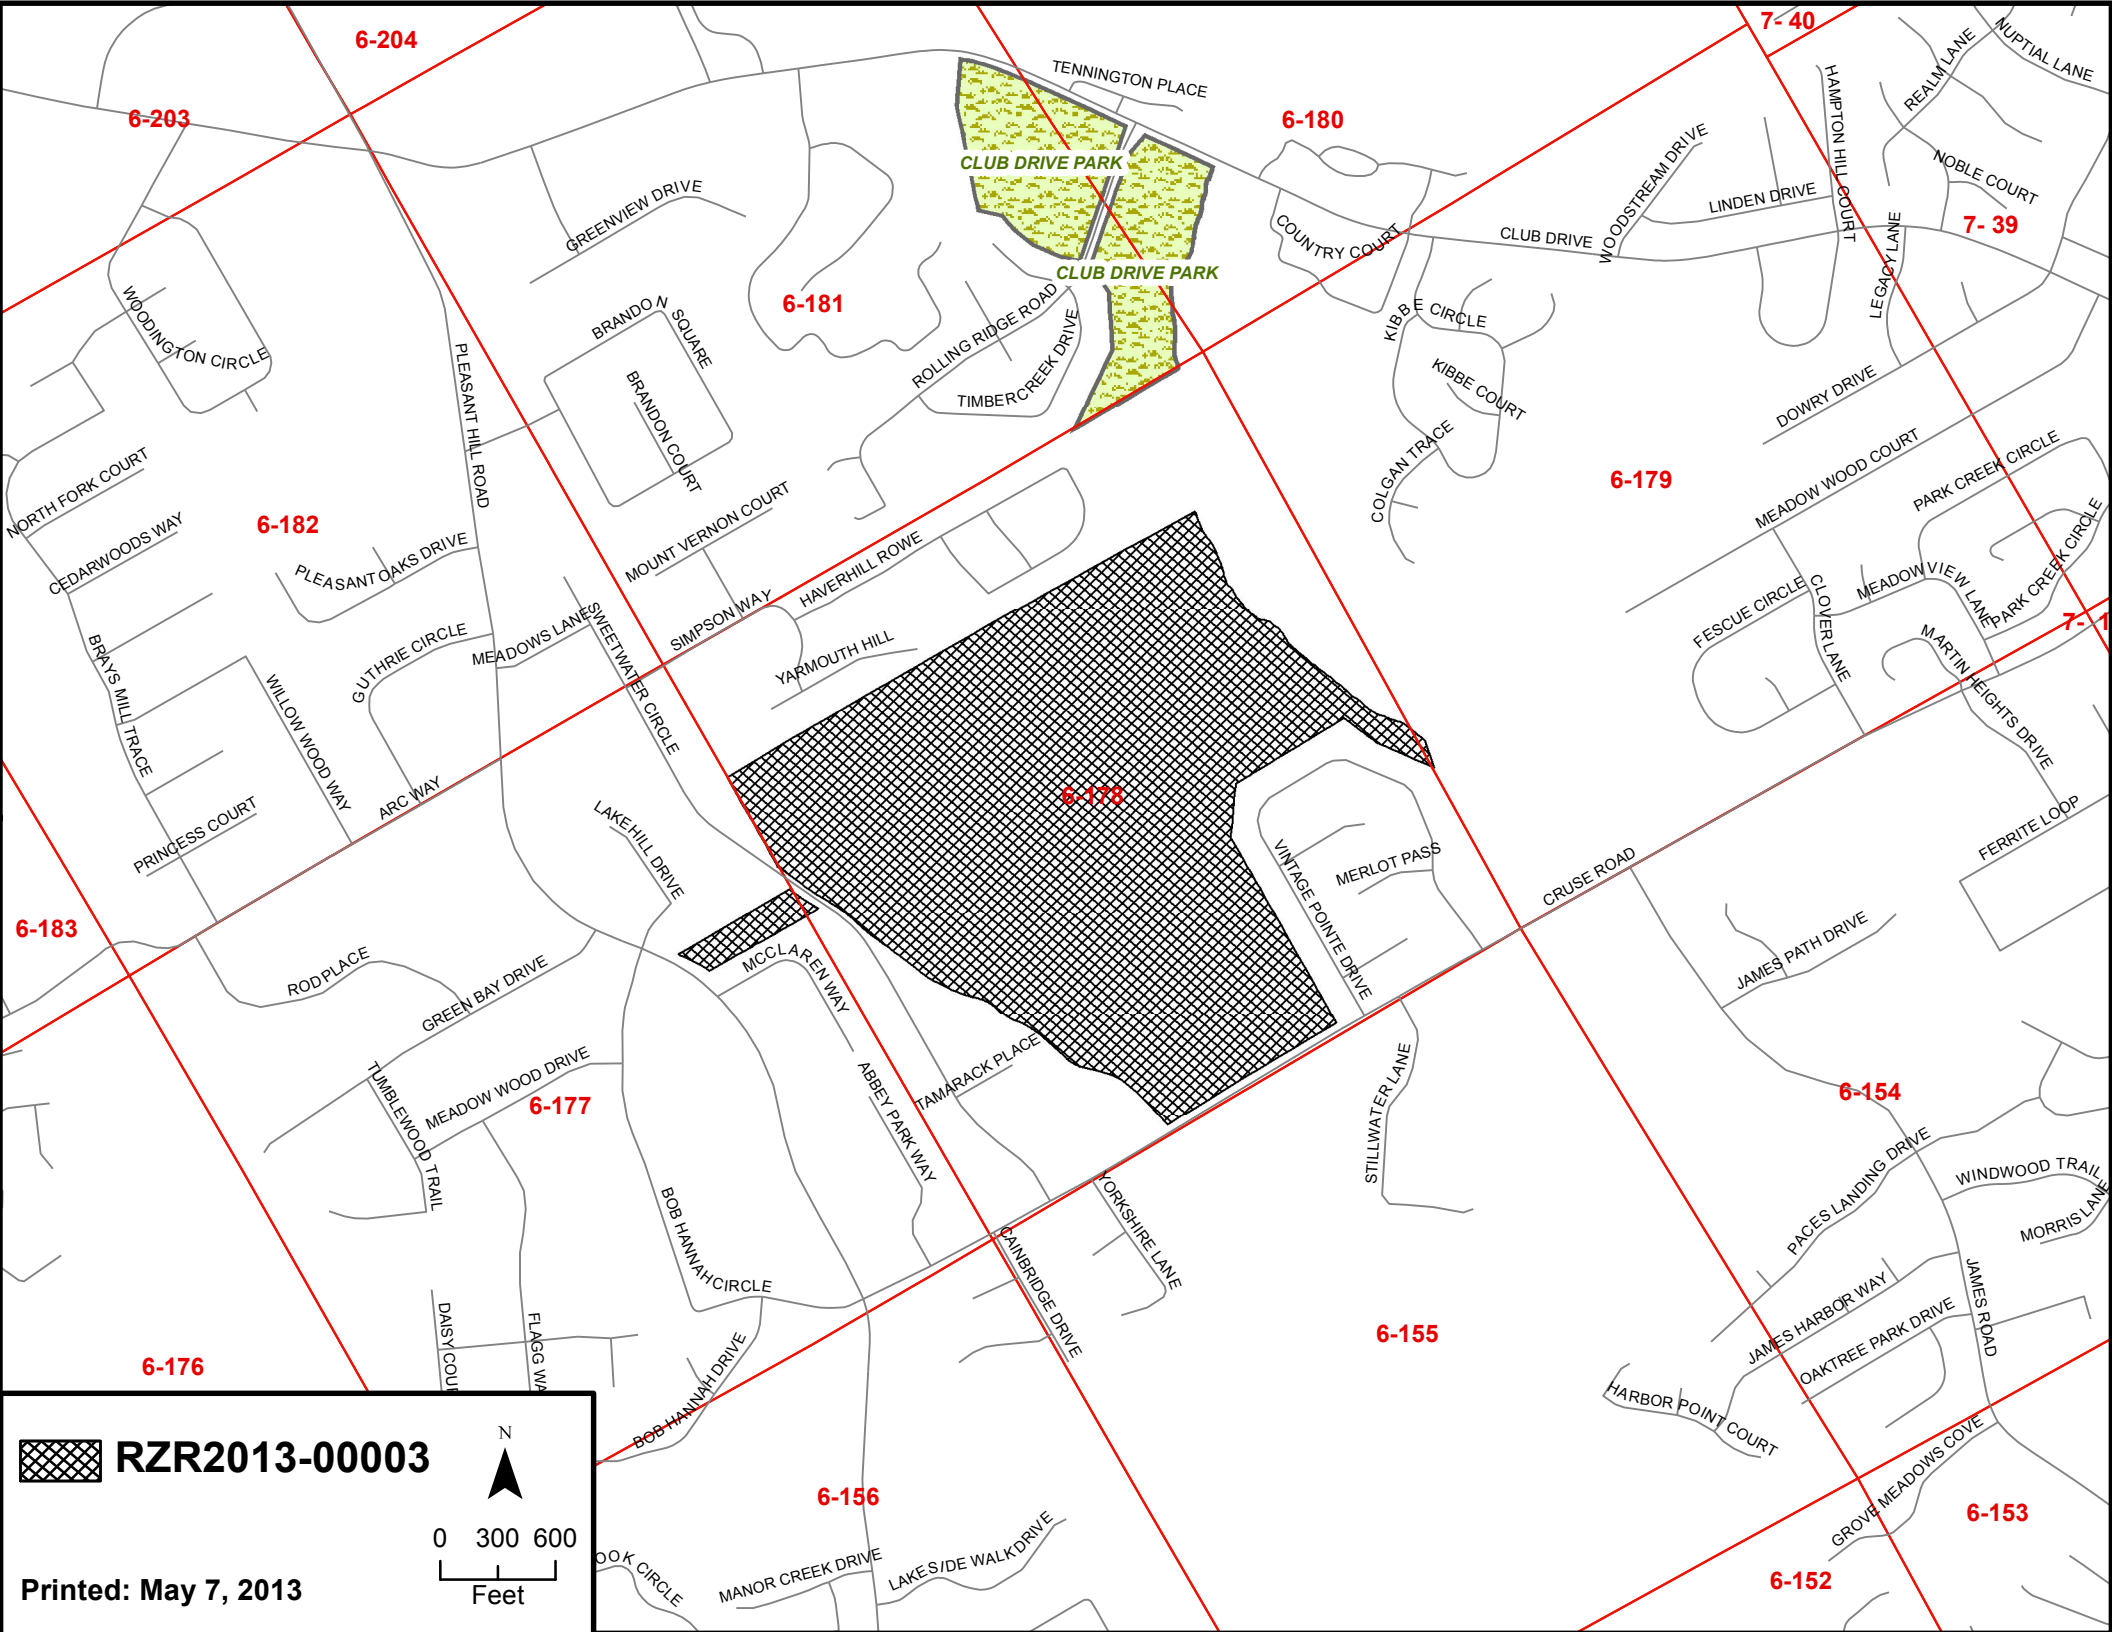 6-204
7- 40
NUPTIAL LANE
REALM LANE
TENNINGTON PLACE
HAMPTON HILL COURT
6-203
6-180
WOODSTREAM DRIVE
CLUB DRIVE PARK
NOBLE COURT
LINDEN DRIVE
GREENVIEW DRIVE
COUNTRY COURT
CLUB DRIVE
7- 39
LEGACY LANE
CLUB DRIVE PARK
WOODINGTON CIRCLE
6-181
BRANDON SQUARE
ROLLING RIDGE ROAD
TIMBERCREEK DRIVE
KIBBE CIRCLE
PLEASANT HILL ROAD
BRANDON COURT
KIBBE COURT
DOWRY DRIVE
COLGAN TRACE
6-179
MEADOW WOOD COURT
PARK CREEK CIRCLE
NORTH FORK COURT
CEDARWOODS WAY
6-182
MOUNT VERNON COURT
PLEASANT OAKS DRIVE
HAVERHILL ROWE
PARK CREEK CIRCLE
MEADOW VIEW LANE
FESCUE CIRCLE
CLOVER LANE
7- 1
SIMPSON WAY
SWEETWATER CIRCLE
MEADOWS LANE
GUTHRIE CIRCLE
YARMOUTH HILL
BRAYS MILL TRACE
MARTIN HEIGHTS DRIVE
WILLOW WOOD WAY
ARC WAY
6-178
LAKE HILL DRIVE
PRINCESS COURT
VINTAGE POINTE DRIVE
MERLOT PASS
CRUSE ROAD
FERRITE LOOP
6-183
ROD PLACE
GREEN BAY DRIVE
MCCLAREN WAY
JAMES PATH DRIVE
TUMBLEWOOD TRAIL
MEADOW WOOD DRIVE
6-177
TAMARACK PLACE
ABBEY PARK WAY
STILLWATER LANE
6-154
PACES LANDING DRIVE
WINDWOOD TRAIL
MORRIS LANE
BOB HANNAH CIRCLE
YORKSHIRE LANE
CAINBRIDGE DRIVE
JAMES ROAD
DAISY COUR
FLAGG WA
6-155
JAMES HARBOR WAY
OAKTREE PARK DRIVE
6-176
BOB HANNAH DRIVE
HARBOR POINT COURT
GROVE MEADOWS COVE
6-156
6-153
OOK CIRCLE
MANOR CREEK DRIVE
LAKESIDE WALK DRIVE
6-152
RZR2013-00003
N
0 300 600
Feet
Printed: May 7, 2013